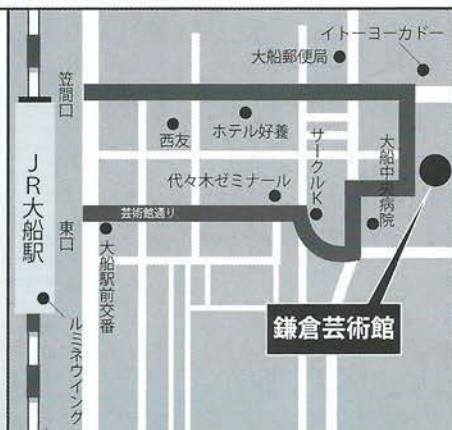 イトーヨーカドー
大船郵便局
笠間口
西友
ホテル好養
サークルK
大船中央病院
代々木ゼミナール
JR大船駅
東口
芸術館通り
大船駅前交番
鎌倉芸術館
ルミネウイング